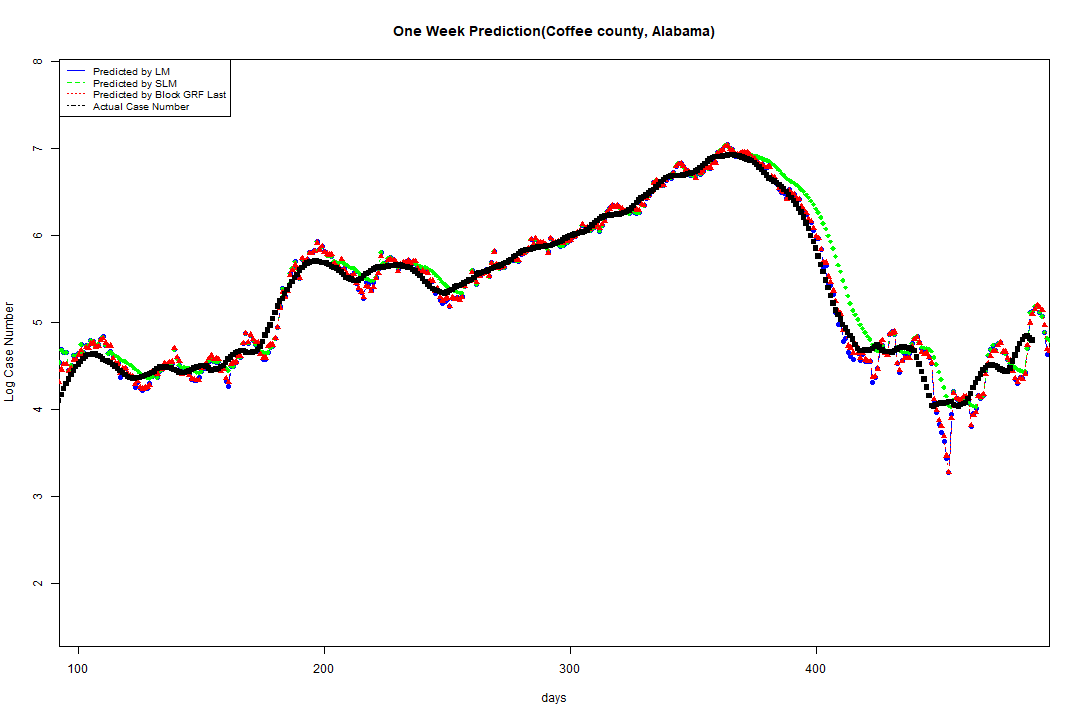 One Week Prediction(Coffee county, Alabama)
Predicted by LM
Predicted by SLM
Predicted by Block GRF Last
Actual Case Number
8
7
6
5
4
3
2
Log Case Number
100 200 300 400
days